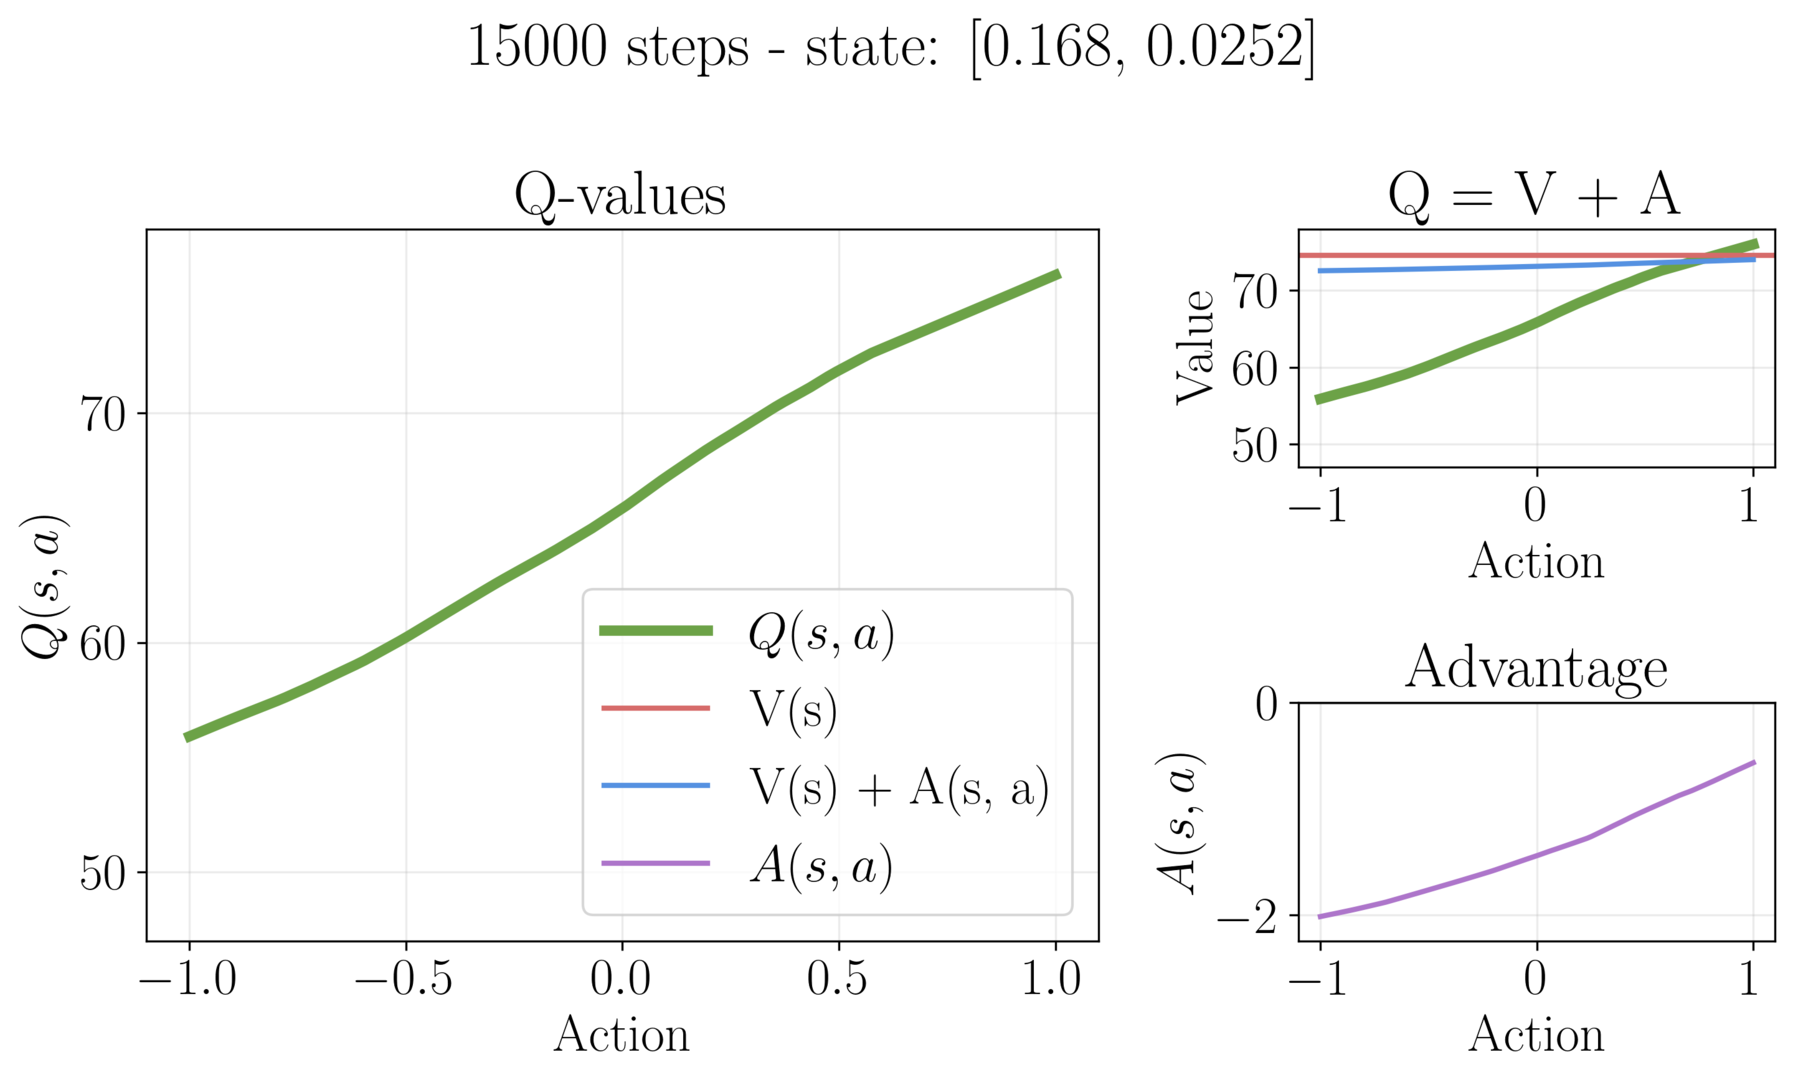 15000 steps - state: [0.168, 0.0252]
Q-values
Q(s, a)
70
60
50
−1.0 −0.5 0.0 0.5 1.0
Action
Q(s, a)
V(s)
V(s) + A(s, a)
A(s, a)
Q = V + A
Value
70
60
50
−1 0 1
Action
Advantage
A(s, a)
0
−2
−1 0 1
Action